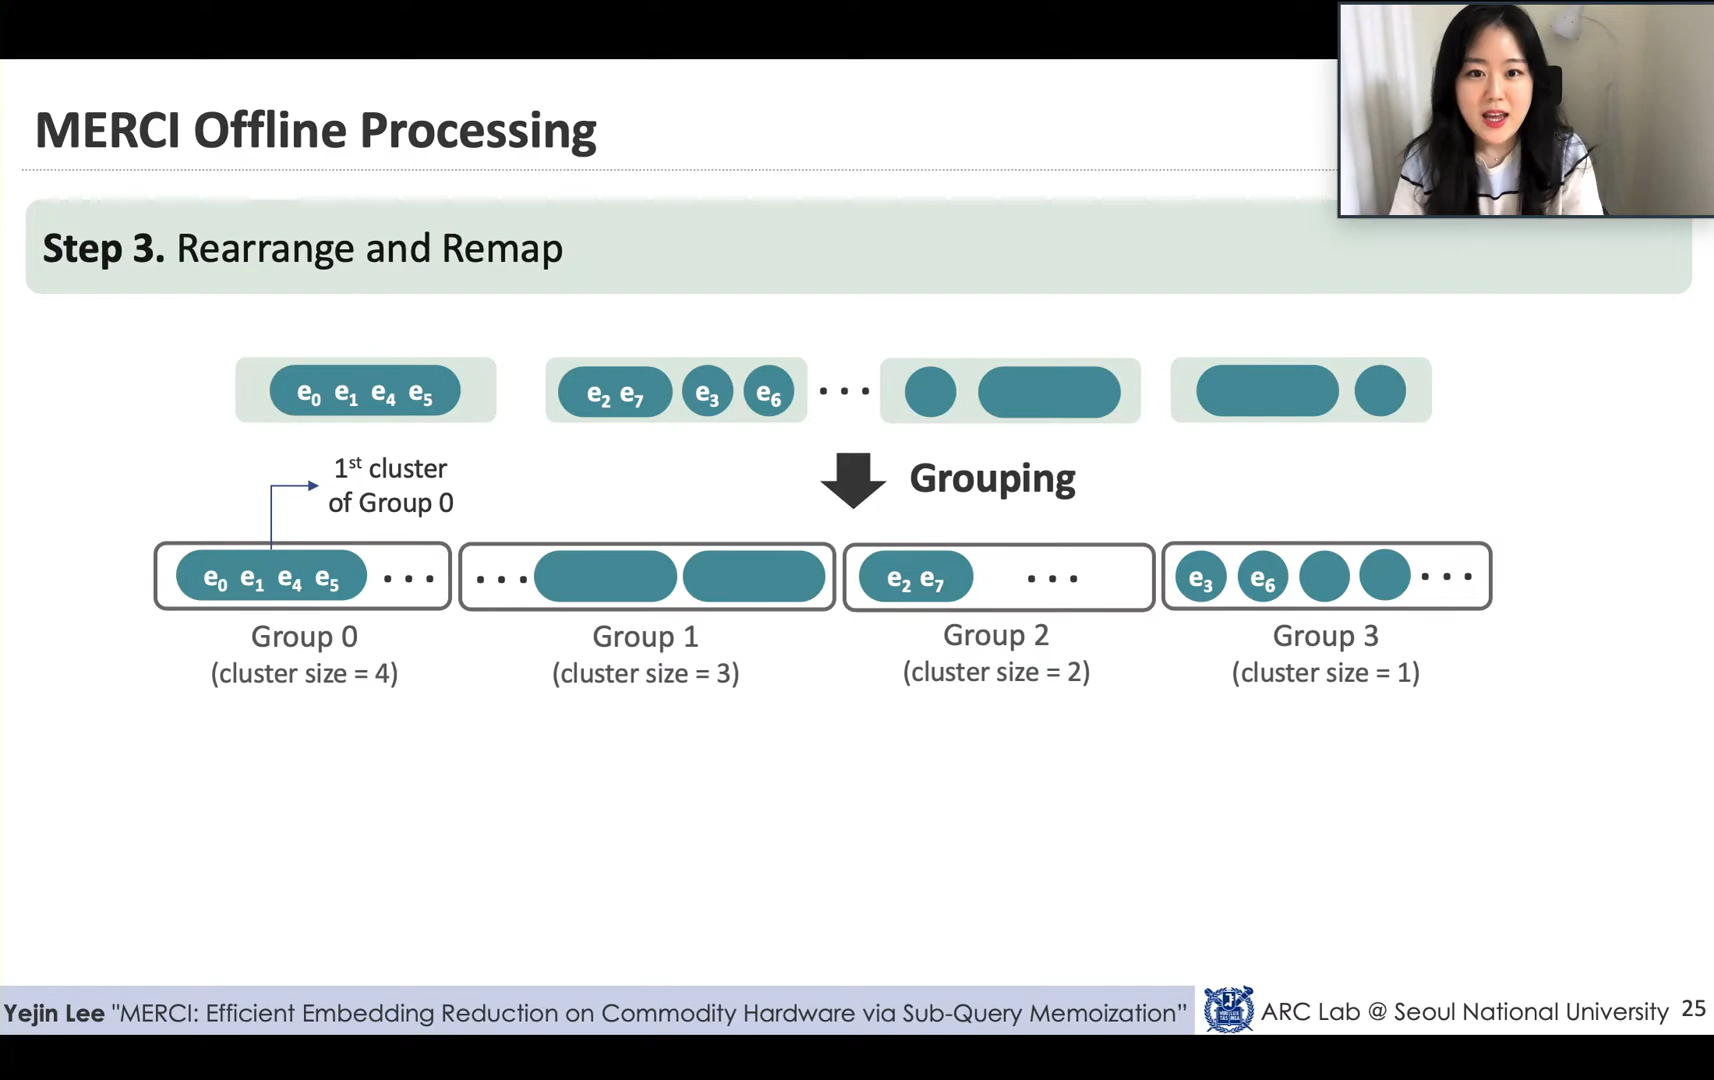 MERCI Offline Processing
Step 3. Rearrange and Remap
e0 e1 e4 e5
e2 e7 e3 e6 ...
1st cluster
of Group 0
Grouping
e0 e1 e4 e5 ...
...
e2 e7 ...
e3 e6 ...
Group 0
(cluster size = 4)
Group 1
(cluster size = 3)
Group 2
(cluster size = 2)
Group 3
(cluster size = 1)
Yejin Lee "MERCI: Efficient Embedding Reduction on Commodity Hardware via Sub-Query Memoization”
ARC Lab @ Seoul National University 25